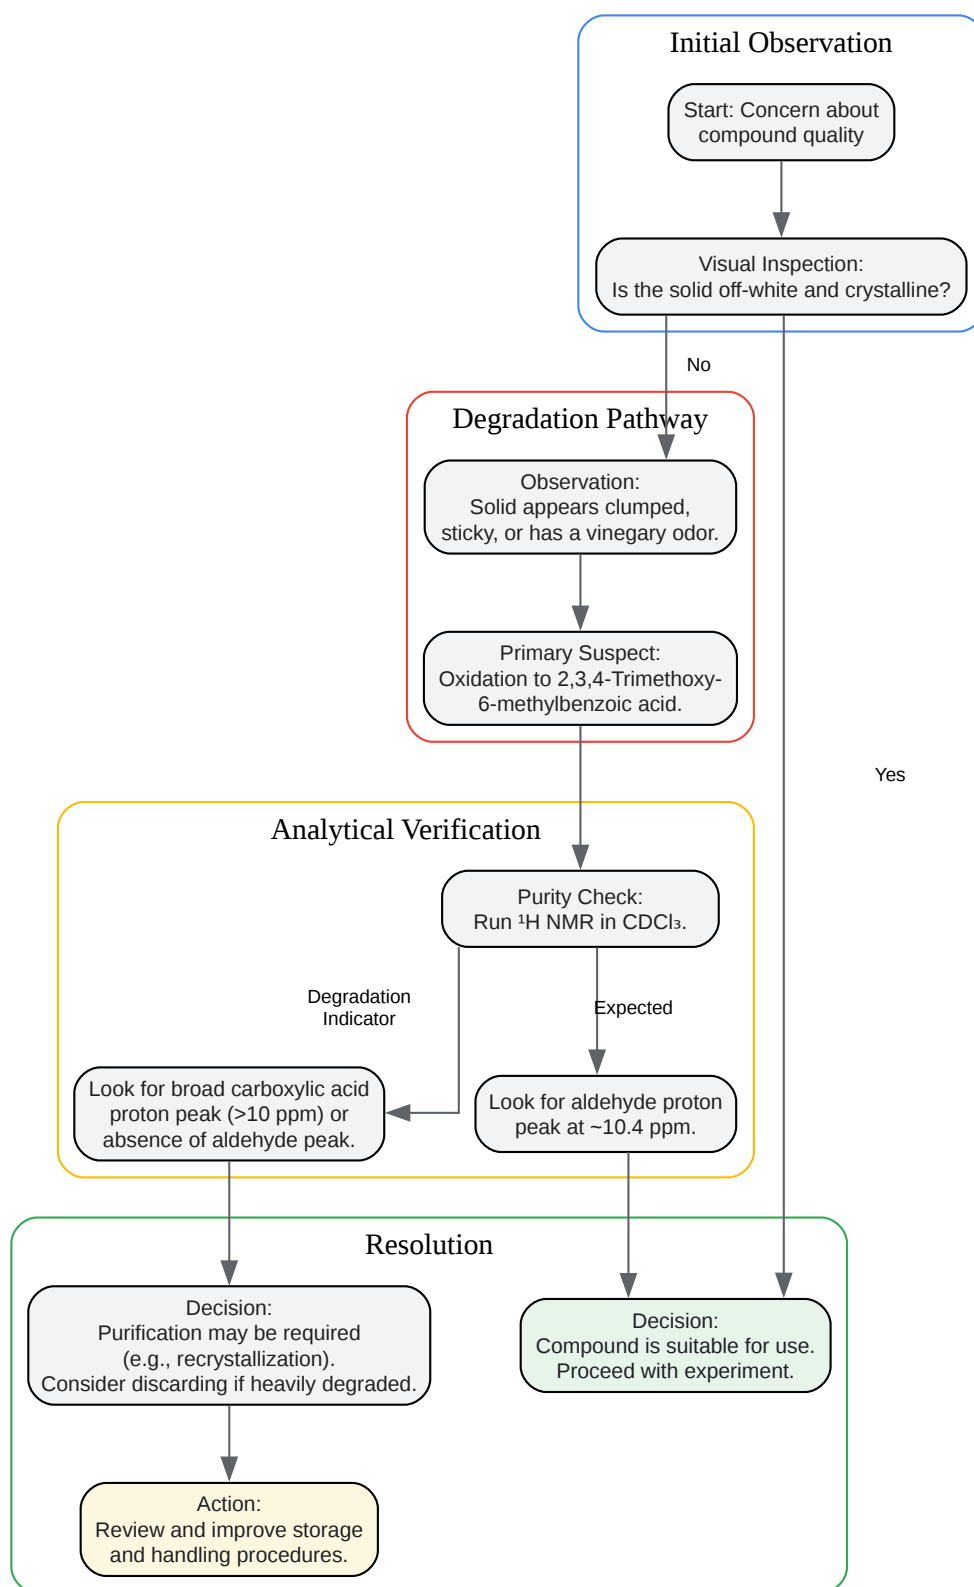 Initial Observation
Start: Concern about
compound quality
Visual Inspection:
Is the solid off-white and crystalline?
No
Degradation Pathway
Observation:
Solid appears clumped,
sticky, or has a vinegary odor.
Primary Suspect:
Oxidation to 2,3,4-Trimethoxy-
6-methylbenzoic acid.
Yes
Analytical Verification
Purity Check:
Run ¹H NMR in CDCl₃.
Degradation
Indicator
Expected
Look for broad carboxylic acid
proton peak (>10 ppm) or
absence of aldehyde peak.
Look for aldehyde proton
peak at ~10.4 ppm.
Resolution
Decision:
Purification may be required
(e.g., recrystallization).
Consider discarding if heavily degraded.
Decision:
Compound is suitable for use.
Proceed with experiment.
Action:
Review and improve storage
and handling procedures.